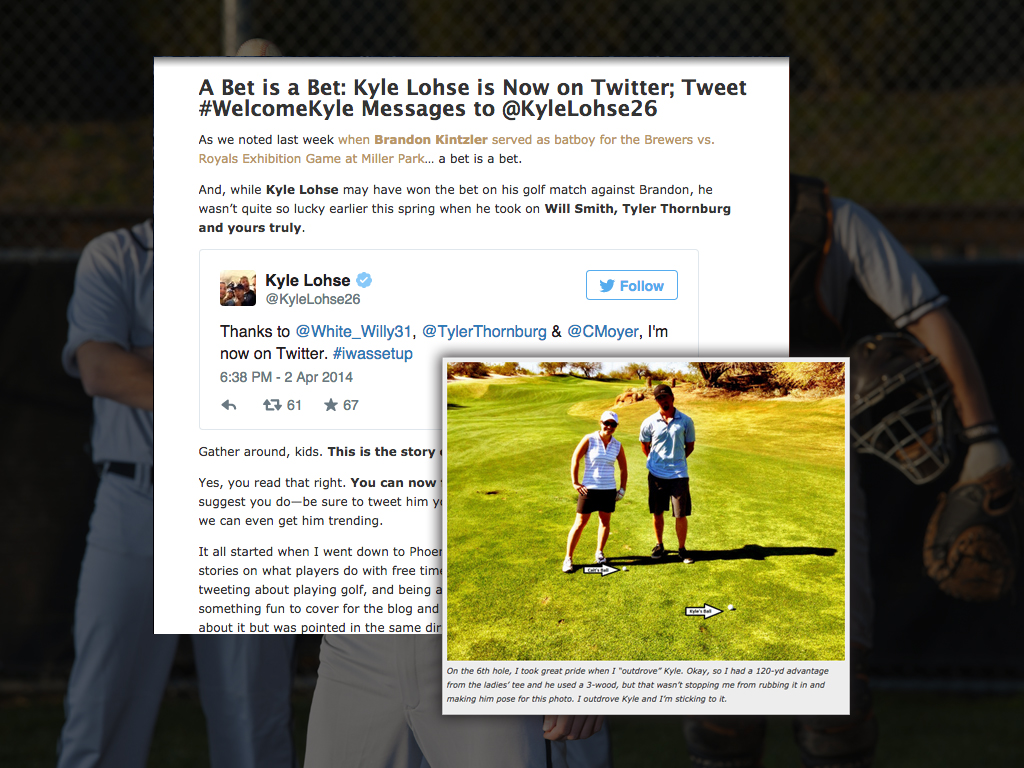 A Bet is a Bet: Kyle Lohse is Now on Twitter; Tweet
#WelcomeKyle Messages to @KyleLohse26
As we noted last week when Brandon Kintzler served as batboy for the Brewers vs.
Royals Exhibition Game at Miller Park… a bet is a bet.
And, while Kyle Lohse may have won the bet on his golf match against Brandon, he
wasn’t quite so lucky earlier this spring when he took on Will Smith, Tyler Thornburg
and yours truly.
Kyle Lohse
@KyleLohse26
Follow
Thanks to @White_Willy31, @TylerThornburg & @CMoyer, I'm
now on Twitter. #iwassetup
6:38 PM - 2 Apr 2014
61 67
Gather around, kids. This is the story
Yes, you read that right. You can now
suggest you do—be sure to tweet him
we can even get him trending.
It all started when I went down to
stories on what players do with free
tweeting about playing golf, and being
something fun to cover for the blog and
about it but was pointed in the same
Cait's Ball
Kyle's Ball
On the 6th hole, I took great pride when I “outdrove” Kyle. Okay, so I had a 120-yd advantage
from the ladies’ tee and he used a 3-wood, but that wasn’t stopping me from rubbing it in and
making him pose for this photo. I outdrove Kyle and I’m sticking to it.